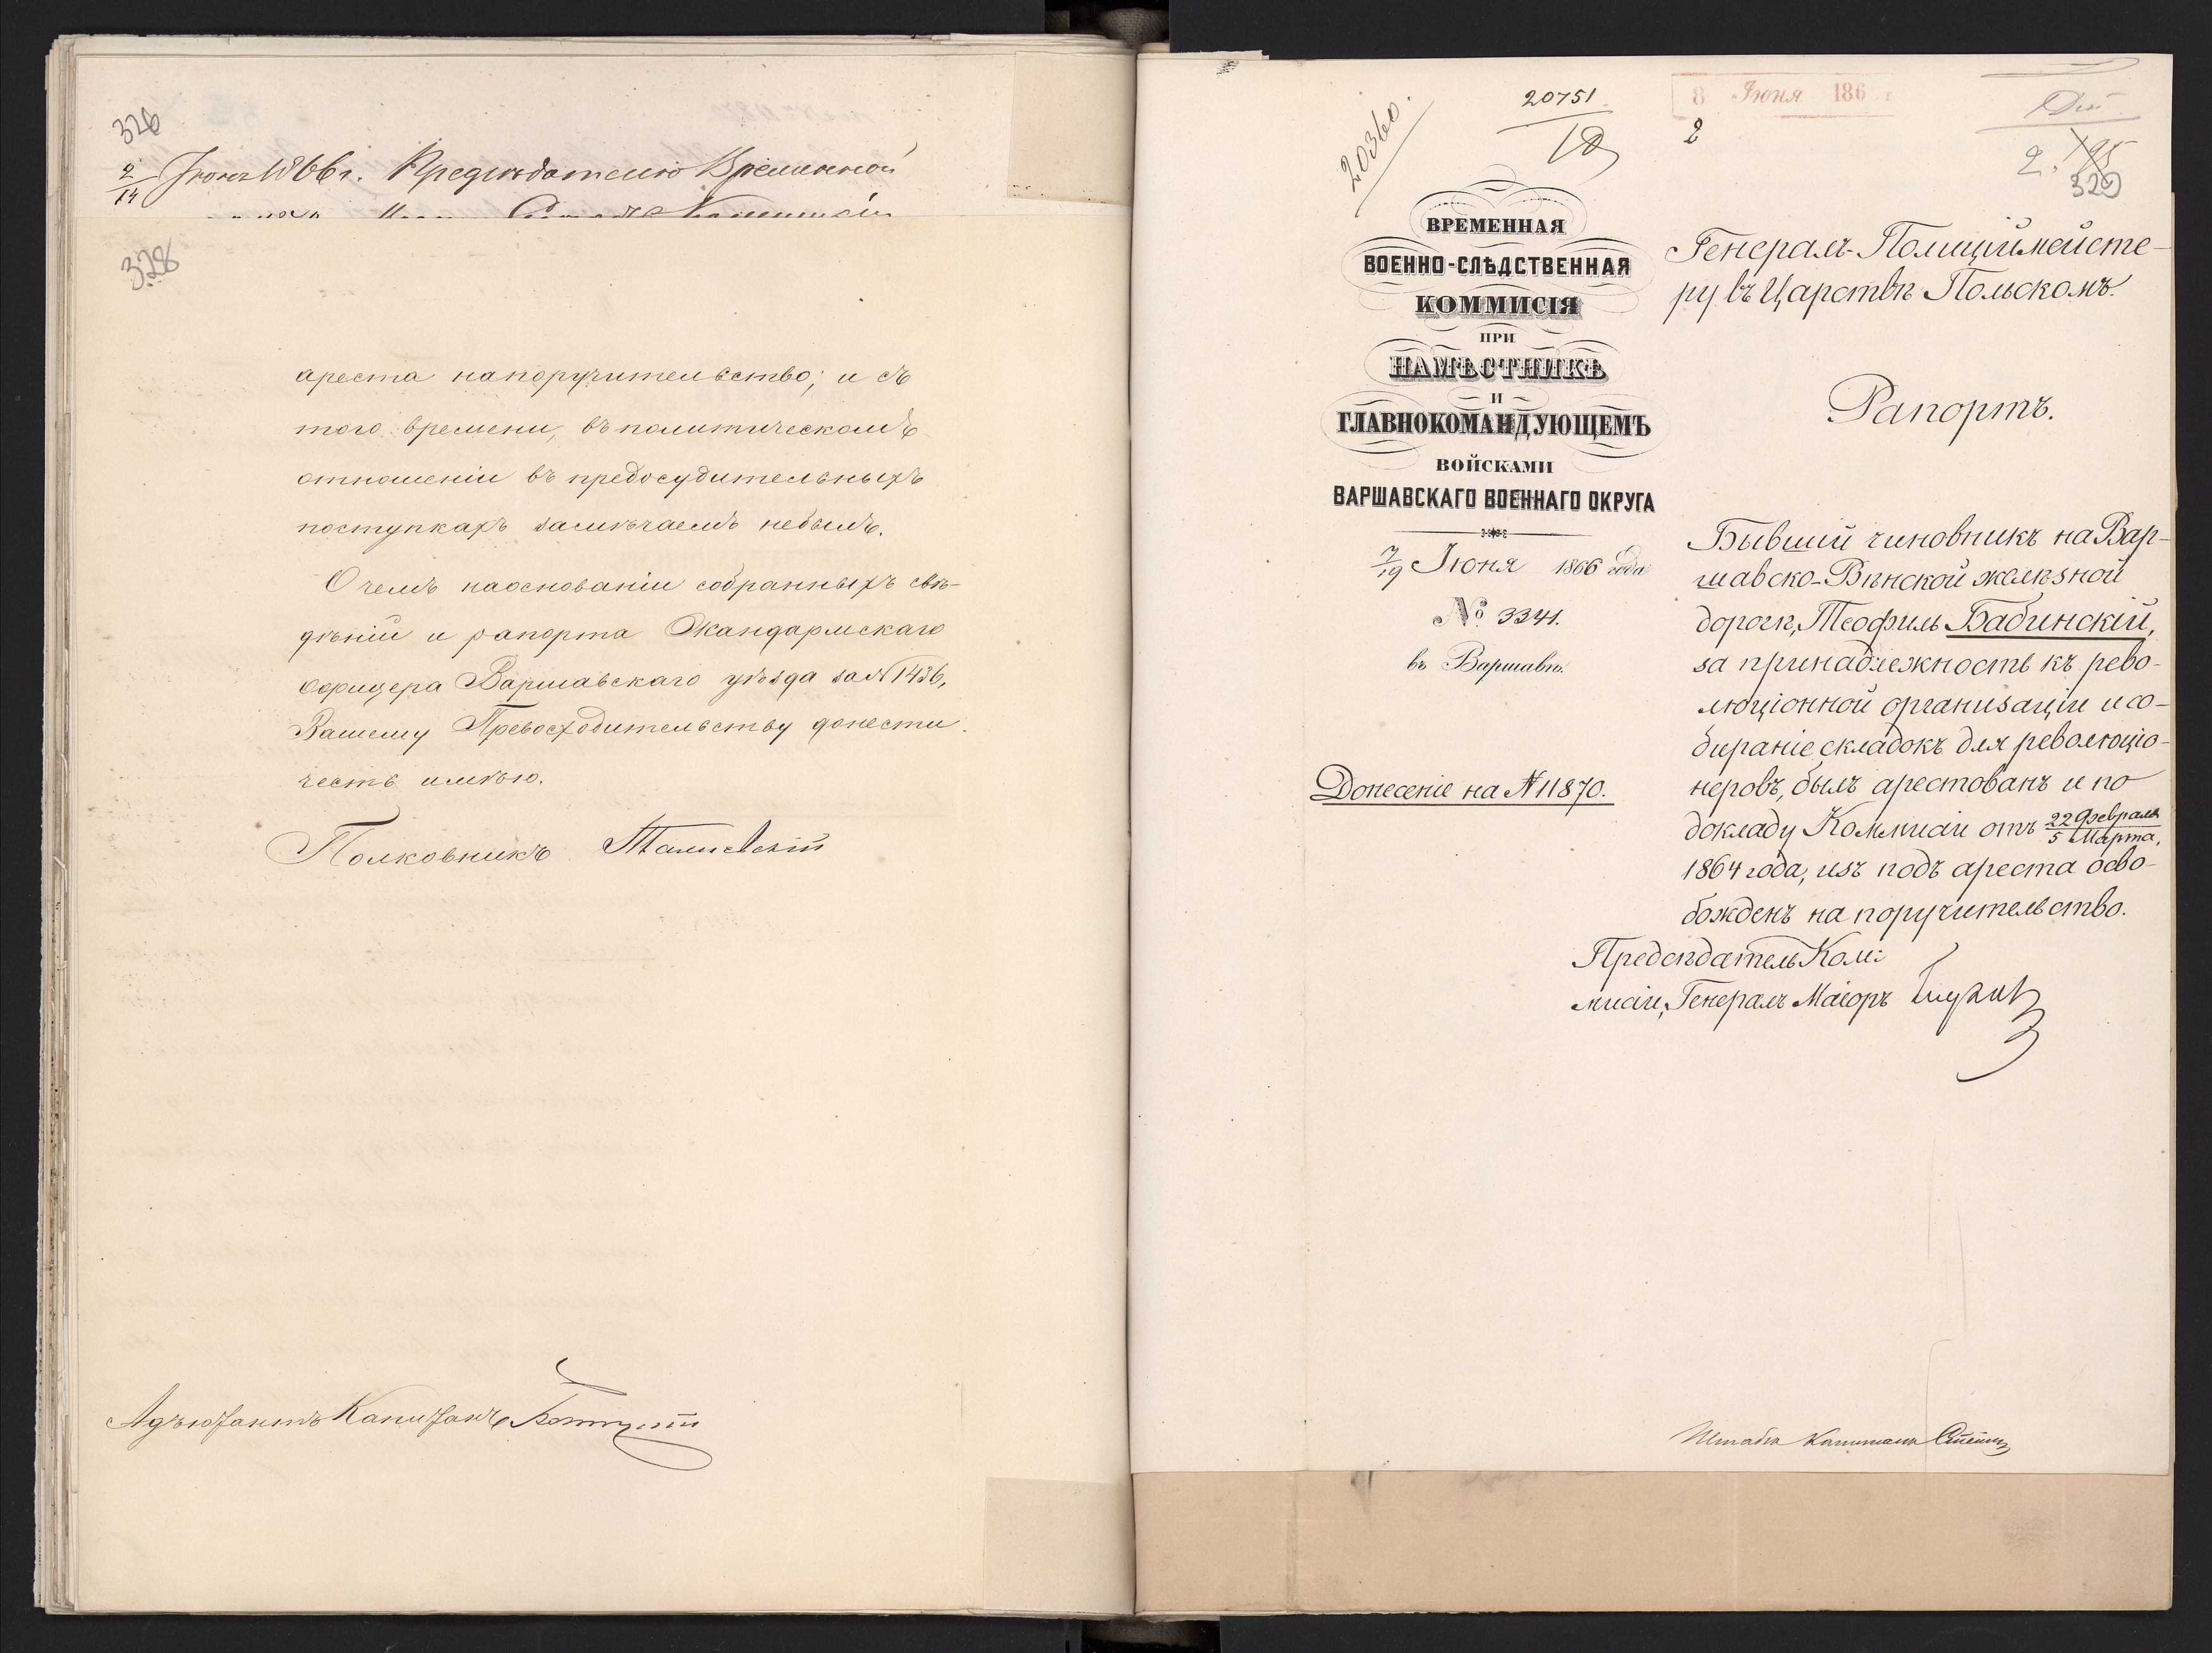 326
2/14 Іюня 1866 г. Предсѣдателю Временной
328
ареста на поручительство; и съ
того времени, въ политическомъ
отношеніи въ предосудительныхъ
поступкахъ замѣчаемъ небылъ.
О чемъ на основаніи собранныхъ свѣ-
дѣній и рапорта Жандармскаго
Офицера Варшавскаго уѣзда за № 1436,
Вашему Превосходительству донести
честь имѣю.
Полковникъ
Адъютантъ Капитанъ
20360.
20751
18
8 Іюня 186
2
2. 195
329
ВРЕМЕННАЯ
ВОЕННО-СЛѢДСТВЕННАЯ
КОММИСІЯ
ПРИ
НАМѢСТНИКѢ
И
ГЛАВНОКОМАНДУЮЩЕМЪ
ВОЙСКАМИ
ВАРШАВСКАГО ВОЕННАГО ОКРУГА
7/19 Іюня 1866 года
№ 3341.
въ Варшавѣ.
Донесеніе на № 11870.
Генералъ-Полиціймейсте-
ру въ Царствѣ Польскомъ.
Рапортъ.
Бывшій чиновникъ на Вар-
шавско-Вѣнской желѣзной
дорогѣ, Теофиль Бабинскій,
за принадлежность къ рево-
люціонной организаціи и со-
бираніе складокъ для революціо-
неровъ, былъ арестованъ и по
докладу Коммисіи отъ 22 Февраля/5 Марта,
1864 года, изъ подъ ареста осво-
божденъ на поручительство.
Предсѣдатель Ком-
мисіи, Генералъ Маіоръ
Штабсъ Капитанъ